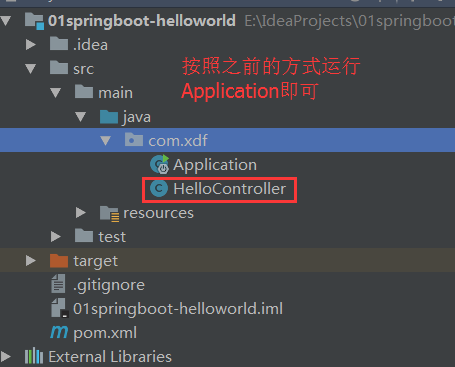 01springboot-helloworld E:\IdeaProjects\01springboot
.idea
src
按照之前的方式运行
main
Application即可
java
com.xdf
Application
HelloController
resources
test
target
.gitignore
01springboot-helloworld.iml
pom.xml
External Libraries